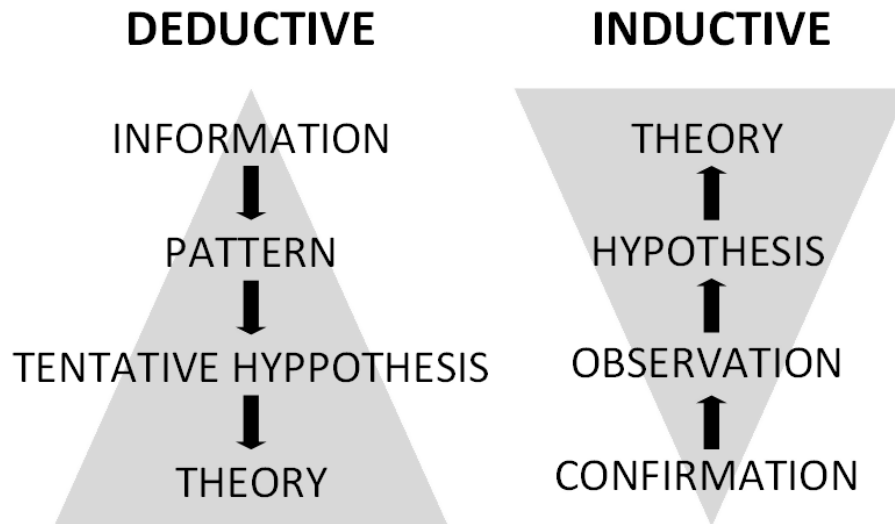 DEDUCTIVE
INFORMATION
PATTERN
TENTATIVE HYPPOTHESIS
THEORY
INDUCTIVE
THEORY
HYPOTHESIS
OBSERVATION
CONFIRMATION